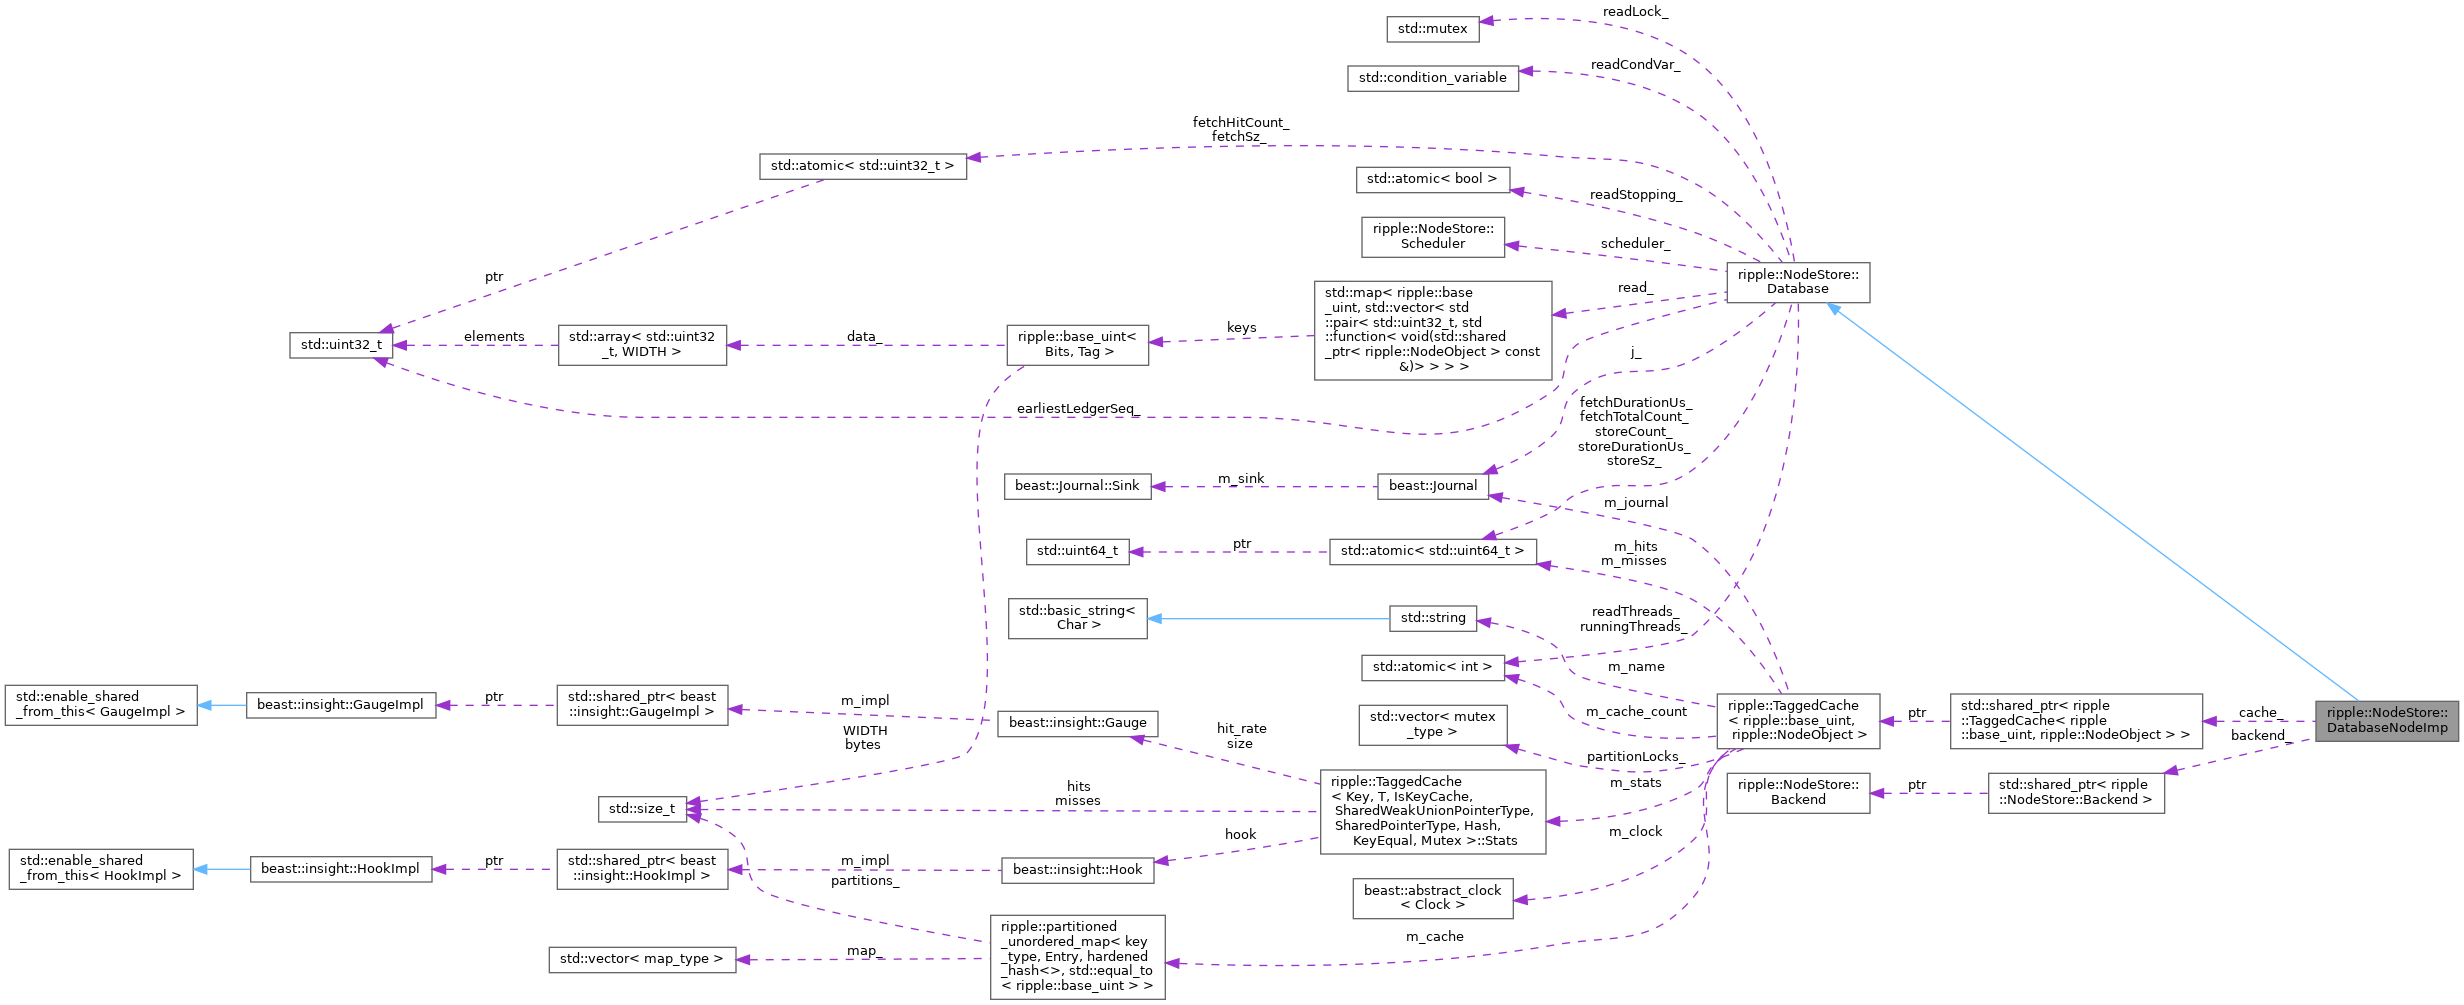 readLock_
std::mutex
readCondVar_
std::condition_variable
fetchHitCount_
fetchSz_
std::atomic< std::uint32_t >
std::atomic< bool >
readStopping_
ripple::NodeStore::
Scheduler
scheduler_
ripple::NodeStore::
Database
ptr
std::map< ripple::base
_uint, std::vector< std
::pair< std::uint32_t, std
::function< void(std::shared
_ptr< ripple::NodeObject > const
&)> > > >
read_
keys
std::uint32_t
elements
std::array< std::uint32
_t, WIDTH >
data_
ripple::base_uint<
Bits, Tag >
j_
earliestLedgerSeq_
fetchDurationUs_
fetchTotalCount_
storeCount_
storeDurationUs_
storeSz_
beast::Journal::Sink
m_sink
beast::Journal
m_journal
std::uint64_t
ptr
std::atomic< std::uint64_t >
m_hits
m_misses
std::basic_string<
Char >
std::string
readThreads_
runningThreads_
std::atomic< int >
m_name
std::enable_shared
_from_this< GaugeImpl >
beast::insight::GaugeImpl
ptr
std::shared_ptr< beast
::insight::GaugeImpl >
m_impl
beast::insight::Gauge
std::vector< mutex
_type >
m_cache_count
ripple::TaggedCache
< ripple::base_uint,
ripple::NodeObject >
ptr
std::shared_ptr< ripple
::TaggedCache< ripple
::base_uint, ripple::NodeObject > >
cache_
backend_
ripple::NodeStore::
DatabaseNodeImp
WIDTH
bytes
hit_rate
size
partitionLocks_
m_stats
ripple::TaggedCache
< Key, T, IsKeyCache,
SharedWeakUnionPointerType,
SharedPointerType, Hash,
KeyEqual, Mutex >::Stats
ripple::NodeStore::
Backend
ptr
std::shared_ptr< ripple
::NodeStore::Backend >
std::size_t
hits
misses
hook
m_clock
std::enable_shared
_from_this< HookImpl >
beast::insight::HookImpl
ptr
std::shared_ptr< beast
::insight::HookImpl >
m_impl
partitions_
beast::insight::Hook
beast::abstract_clock
< Clock >
std::vector< map_type >
map_
ripple::partitioned
_unordered_map< key
_type, Entry, hardened
_hash<>, std::equal_to
< ripple::base_uint > >
m_cache